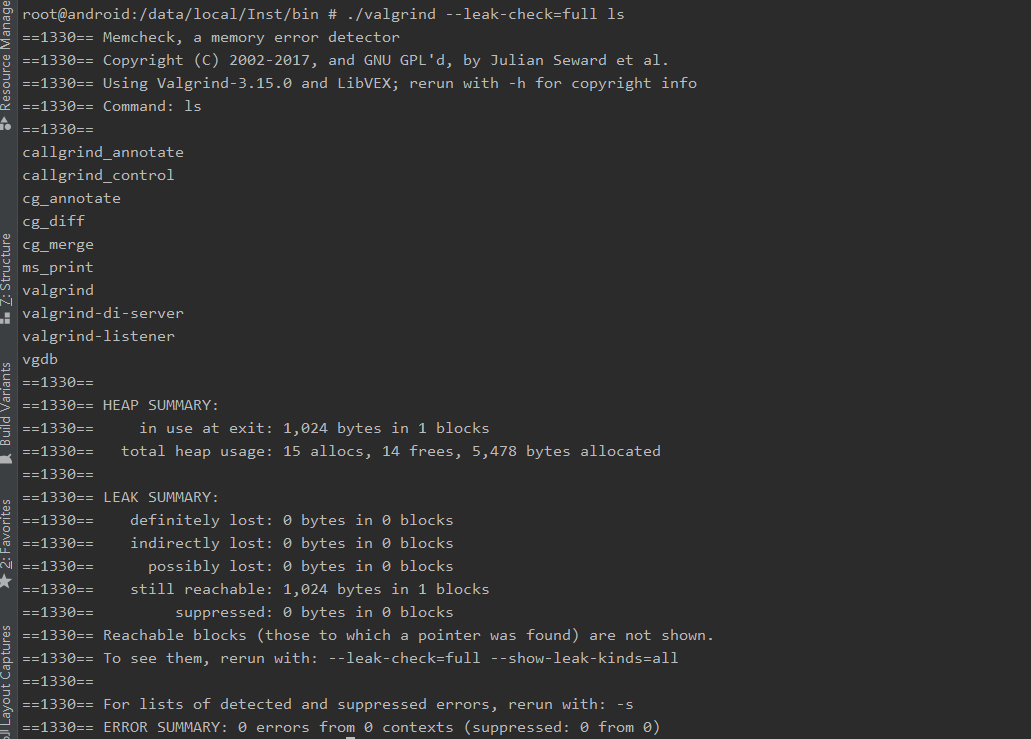 root@android:/data/local/Inst/bin # ./valgrind --leak-check=full ls
==1330== Memcheck, a memory error detector
==1330== Copyright (C) 2002-2017, and GNU GPL'd, by Julian Seward et al.
==1330== Using Valgrind-3.15.0 and LibVEX; rerun with -h for copyright info
==1330== Command: ls
==1330==
callgrind_annotate
callgrind_control
cg_annotate
cg_diff
cg_merge
ms_print
valgrind
valgrind-di-server
valgrind-listener
vgdb
==1330==
==1330== HEAP SUMMARY:
==1330==     in use at exit: 1,024 bytes in 1 blocks
==1330==   total heap usage: 15 allocs, 14 frees, 5,478 bytes allocated
==1330==
==1330== LEAK SUMMARY:
==1330==    definitely lost: 0 bytes in 0 blocks
==1330==    indirectly lost: 0 bytes in 0 blocks
==1330==      possibly lost: 0 bytes in 0 blocks
==1330==    still reachable: 1,024 bytes in 1 blocks
==1330==         suppressed: 0 bytes in 0 blocks
==1330== Reachable blocks (those to which a pointer was found) are not shown.
==1330== To see them, rerun with: --leak-check=full --show-leak-kinds=all
==1330==
==1330== For lists of detected and suppressed errors, rerun with: -s
==1330== ERROR SUMMARY: 0 errors from 0 contexts (suppressed: 0 from 0)
Resource Manage
7: Structure
Build Variants
2: Favorites
Layout Captures